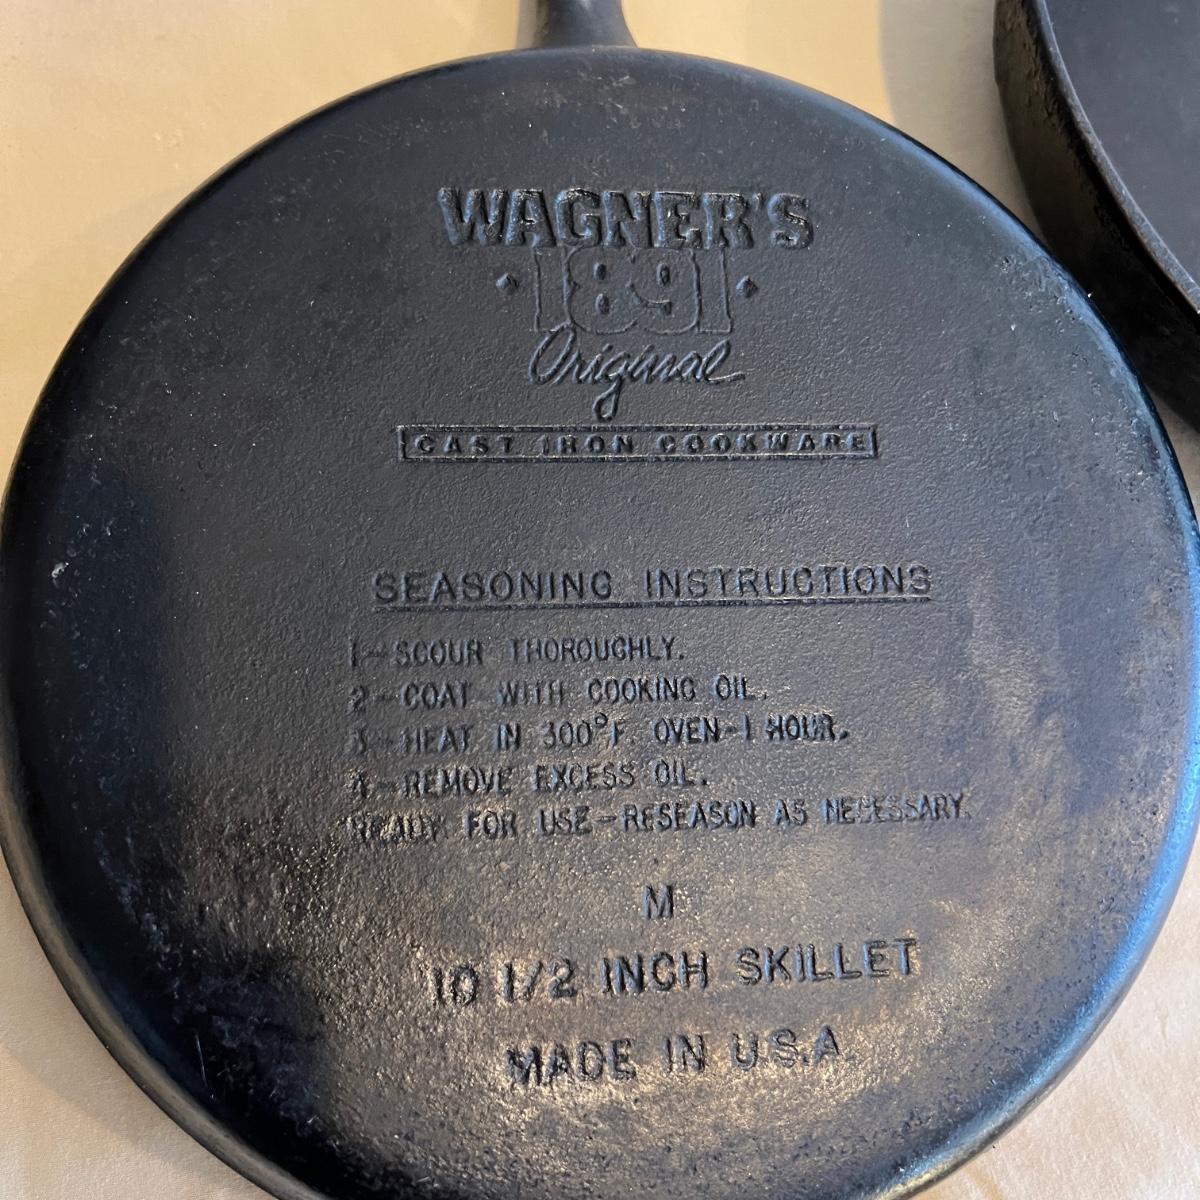 WAGNER'S
1891
Original
CAST IRON COOKWARE
SEASONING INSTRUCTIONS
1-SCOUR THOROUGHLY.
2-COAT WITH COOKING OIL.
3-HEAT IN 300°F. OVEN-1 HOUR.
4-REMOVE EXCESS OIL.
READY FOR USE-RESEASON AS NECESSARY.
M
10 1/2 INCH SKILLET
MADE IN U.S.A.